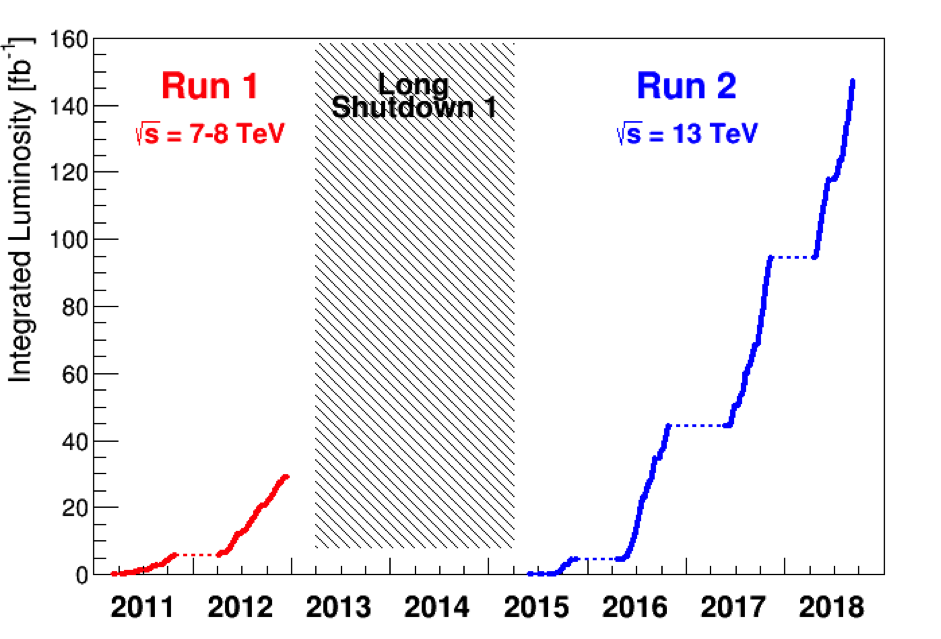 Integrated Luminosity [fb⁻¹]
160
140
120
100
80
60
40
20
0
Run 1
√s = 7-8 TeV
Long
Shutdown 1
Run 2
√s = 13 TeV
2011 2012 2013 2014 2015 2016 2017 2018